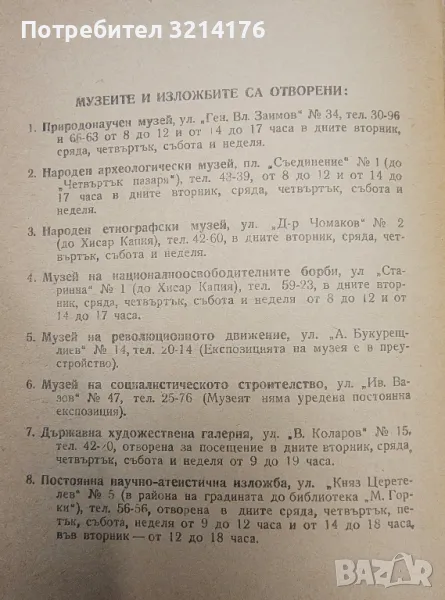 Потребител 3214176
МУЗЕИТЕ И ИЗЛОЖБИТЕ СА ОТВОРЕНИ:
1. Природонаучен музей, ул. „Ген. Вл. Заимов“ № 34, тел. 30-96
и 66-63 от 8 до 12 и от 14 до 17 часа в дните вторник,
сряда, четвъртък, събота и неделя.
2. Народен археологически музей, пл. „Съединение“ № 1 (до
„Четвъртък пазаря“), тел. 43-39, от 8 до 12 и от 14 до
17 часа в дните вторник, сряда, четвъртък, събота и
неделя.
3. Народен етнографски музей, ул. „Д-р Чомаков“ № 2
(до Хисар Капия), тел. 42-60, в дните вторник, сряда, чет-
въртък, събота и неделя.
4. Музей на националноосвободителните борби, ул „Ста-
ринна“ № 1 (до Хисар Капия), тел. 59-23, в дните втор-
ник, сряда, четвъртък, събота и неделя от 8 до 12 и от
14 до 17 часа.
5. Музей на революционното движение, ул. „А. Букурещ-
лиев“ № 14, тел. 20-14 (Експозицията на музея е в преу-
стройство).
6. Музей на социалистическото строителство, ул. „Ив. Ва-
зов“ № 47, тел. 25-76 (Музеят няма уредена постоянна
експозиция).
7. Държавна художествена галерия, ул. „В. Коларов“ № 15,
тел. отворена за посещение в дните вторник, сряда,
четвъртък, събота и неделя от 9 до 19 часа.
8. Постоянна научно-атеистична изложба, ул. „Княз Церете-
лев“ № 5 (в района на градината до библиотека „М. Гор-
ки“), тел. 56-56, отворена в дните сряда, четвъртък, пе-
тък, събота, неделя от 9 до 12 часа и от 14 до 18 часа,
във вторник — от 12 до 18 часа.
BAZAR